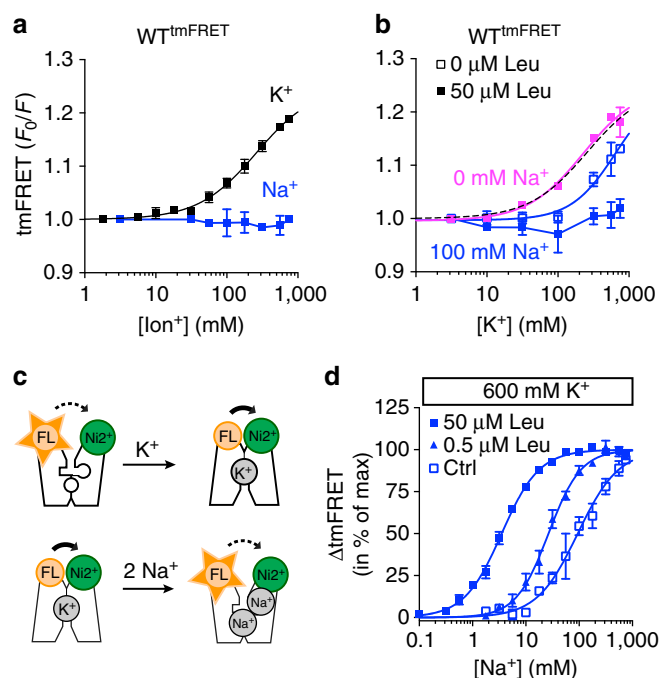 a
WT^tmFRET
tmFRET (F₀/F)
1.3
1.2
1.1
1.0
0.9
K⁺
Na⁺
1
10
100
1,000
[Ion⁺] (mM)
b
WT^tmFRET
0 μM Leu
50 μM Leu
1.3
1.2
1.1
1.0
0.9
0 mM Na⁺
100 mM Na⁺
1
10
100
1,000
[K⁺] (mM)
c
FL
Ni2⁺
K⁺
FL
Ni2⁺
K⁺
FL
Ni2⁺
K⁺
2 Na⁺
FL
Ni2⁺
Na⁺
Na⁺
d
600 mM K⁺
50 μM Leu
0.5 μM Leu
Ctrl
ΔtmFRET
(in % of max)
125
100
75
50
25
0
0.1
1
10
100
1,000
[Na⁺] (mM)